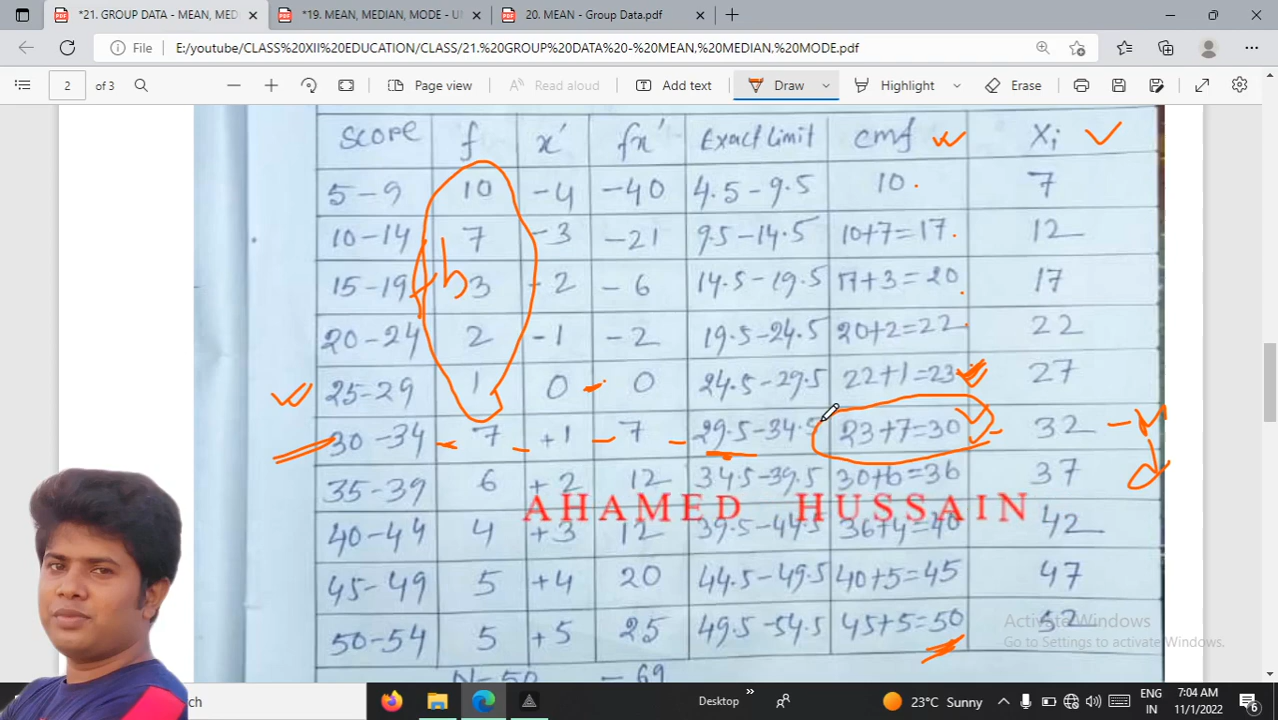 *21. GROUP DATA - MEAN, MED
*19. MEAN, MEDIAN, MODE - U
20. MEAN - Group Data.pdf
File E:/youtube/CLASS%20XII%20EDUCATION/CLASS/21.%20GROUP%20DATA%20-%20MEAN,%20MEDIAN,%20MODE.pdf
2 of 3 Page view Read aloud Add text Draw Highlight Erase
SCORE f x' fx' Exact Limit cmf Xi
5-9 10 -4 -40 4.5-9.5 10 7
10-14 7 -3 -21 9.5-14.5 10+7=17 12
15-19 3 -2 -6 14.5-19.5 17+3=20 17
fb
20-24 2 -1 -2 19.5-24.5 20+2=22 22
25-29 1 0 0 24.5-29.5 22+1=23 27
30-34 7 +1 7 29.5-34.5 23+7=30 32
35-39 6 +2 12 34.5-39.5 30+6=36 37
AHAMED HUSSAIN
40-44 4 +3 12 39.5-44.5 36+4=40 42
45-49 5 +4 20 44.5-49.5 40+5=45 47
50-54 5 +5 25 49.5-54.5 45+5=50 52
N=50 -69
Activate Windows
Go to Settings to activate Windows.
rch
Desktop
23°C Sunny
ENG
IN
7:04 AM
11/1/2022
6